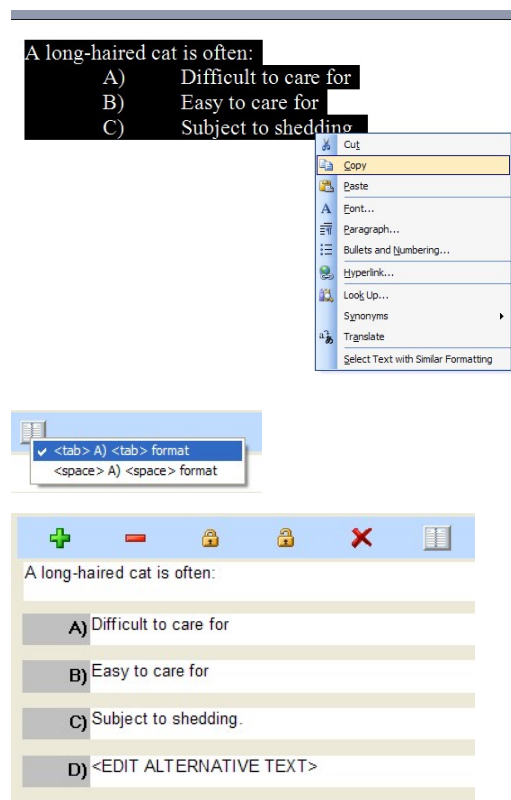 A long-haired cat is often:
A) Difficult to care for
B) Easy to care for
C) Subject to shedding
Cut
Copy
Paste
Font...
Paragraph...
Bullets and Numbering...
Hyperlink...
Look Up...
Synonyms
Translate
Select Text with Similar Formatting
<tab> A) <tab> format
<space> A) <space> format
A long-haired cat is often:
A) Difficult to care for
B) Easy to care for
C) Subject to shedding.
D) <EDIT ALTERNATIVE TEXT>